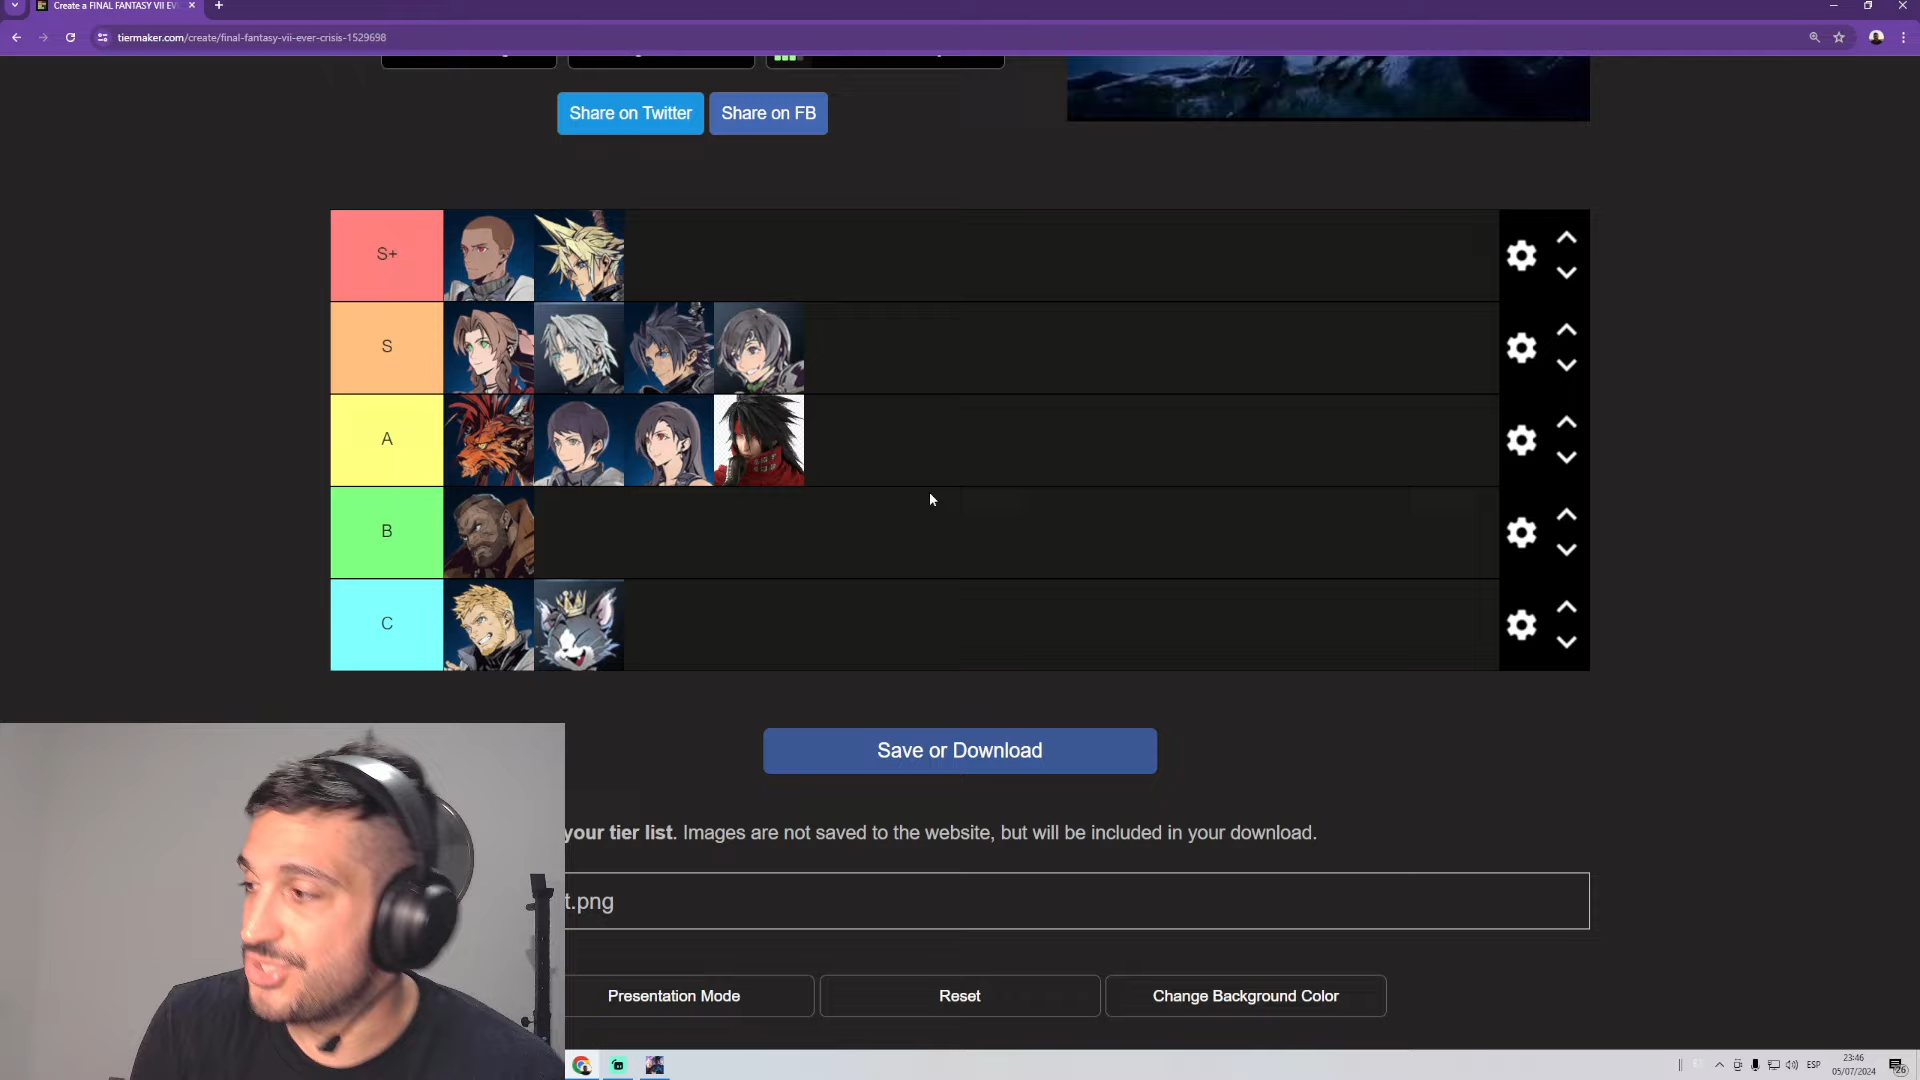 Create a FINAL FANTASY VII EV
tiermaker.com/create/final-fantasy-vii-ever-crisis-1529698
Share on Twitter
Share on FB
S+
S
A
B
C
Save or Download
your tier list. Images are not saved to the website, but will be included in your download.
t.png
Presentation Mode
Reset
Change Background Color
ESP
23:46
05/07/2024